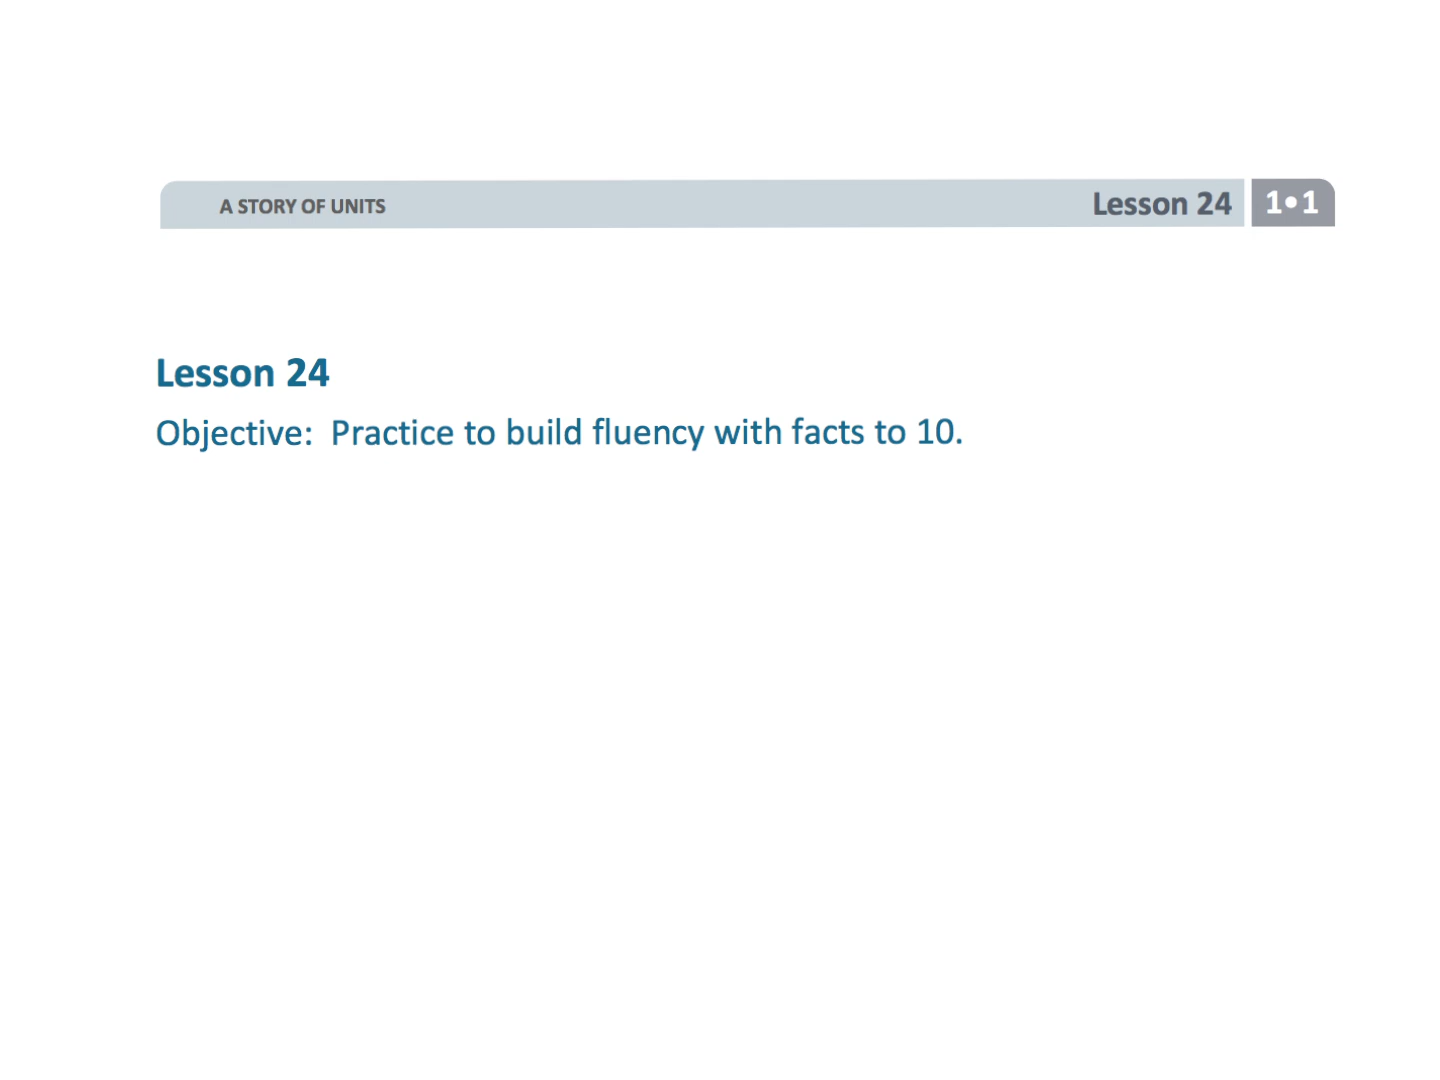 A STORY OF UNITS
Lesson 24
1•1
Lesson 24
Objective:  Practice to build fluency with facts to 10.